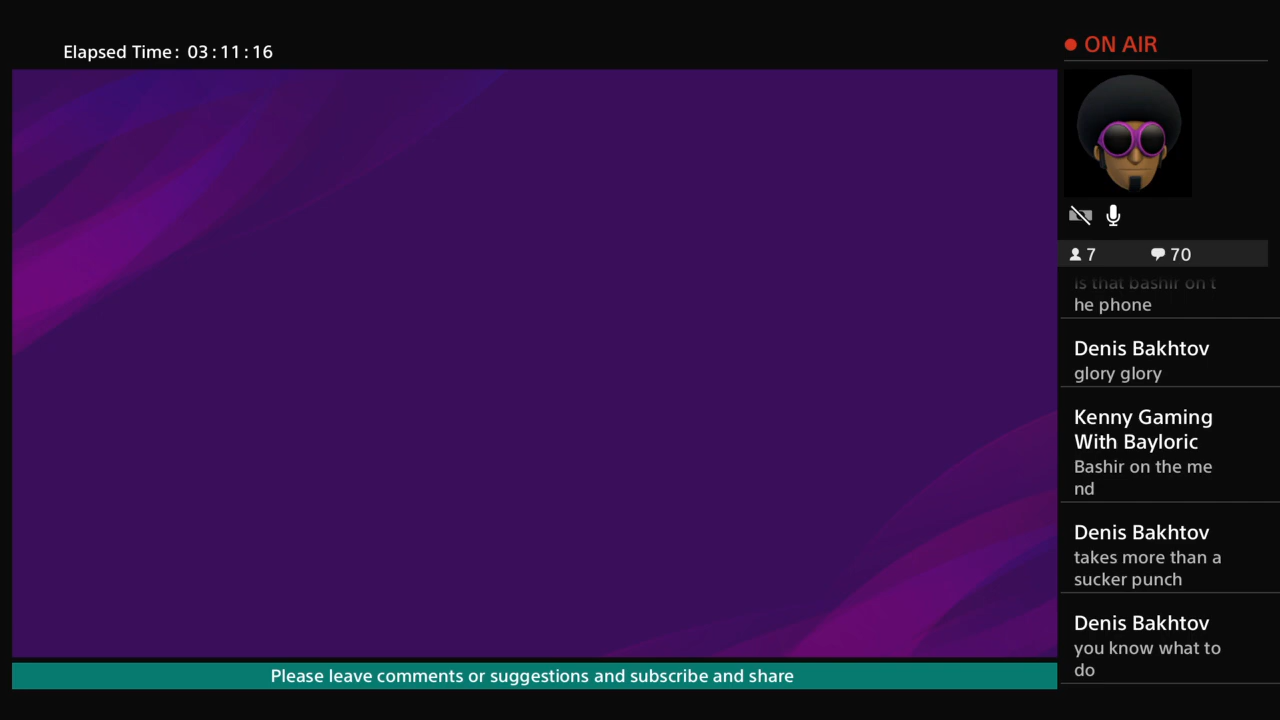 Elapsed Time: 03:11:16
ON AIR
7 70
is that bashir on t
he phone
Denis Bakhtov
glory glory
Kenny Gaming
With Bayloric
Bashir on the me
nd
Denis Bakhtov
takes more than a
sucker punch
Denis Bakhtov
you know what to
do
Please leave comments or suggestions and subscribe and share